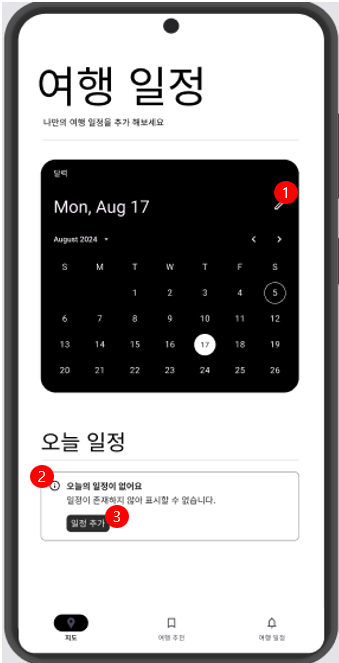 여행 일정
나만의 여행 일정을 추가 해보세요
달력
1
Mon, Aug 17
August 2024
S M T W T F S
1 2 3 4 5
6 7 8 9 10 11 12
13 14 15 16 17 18 19
20 21 22 23 24 25 26
오늘 일정
2
오늘의 일정이 없어요
일정이 존재하지 않아 표시할 수 없습니다.
일정 추가 3
지도 여행 추천 여행 일정